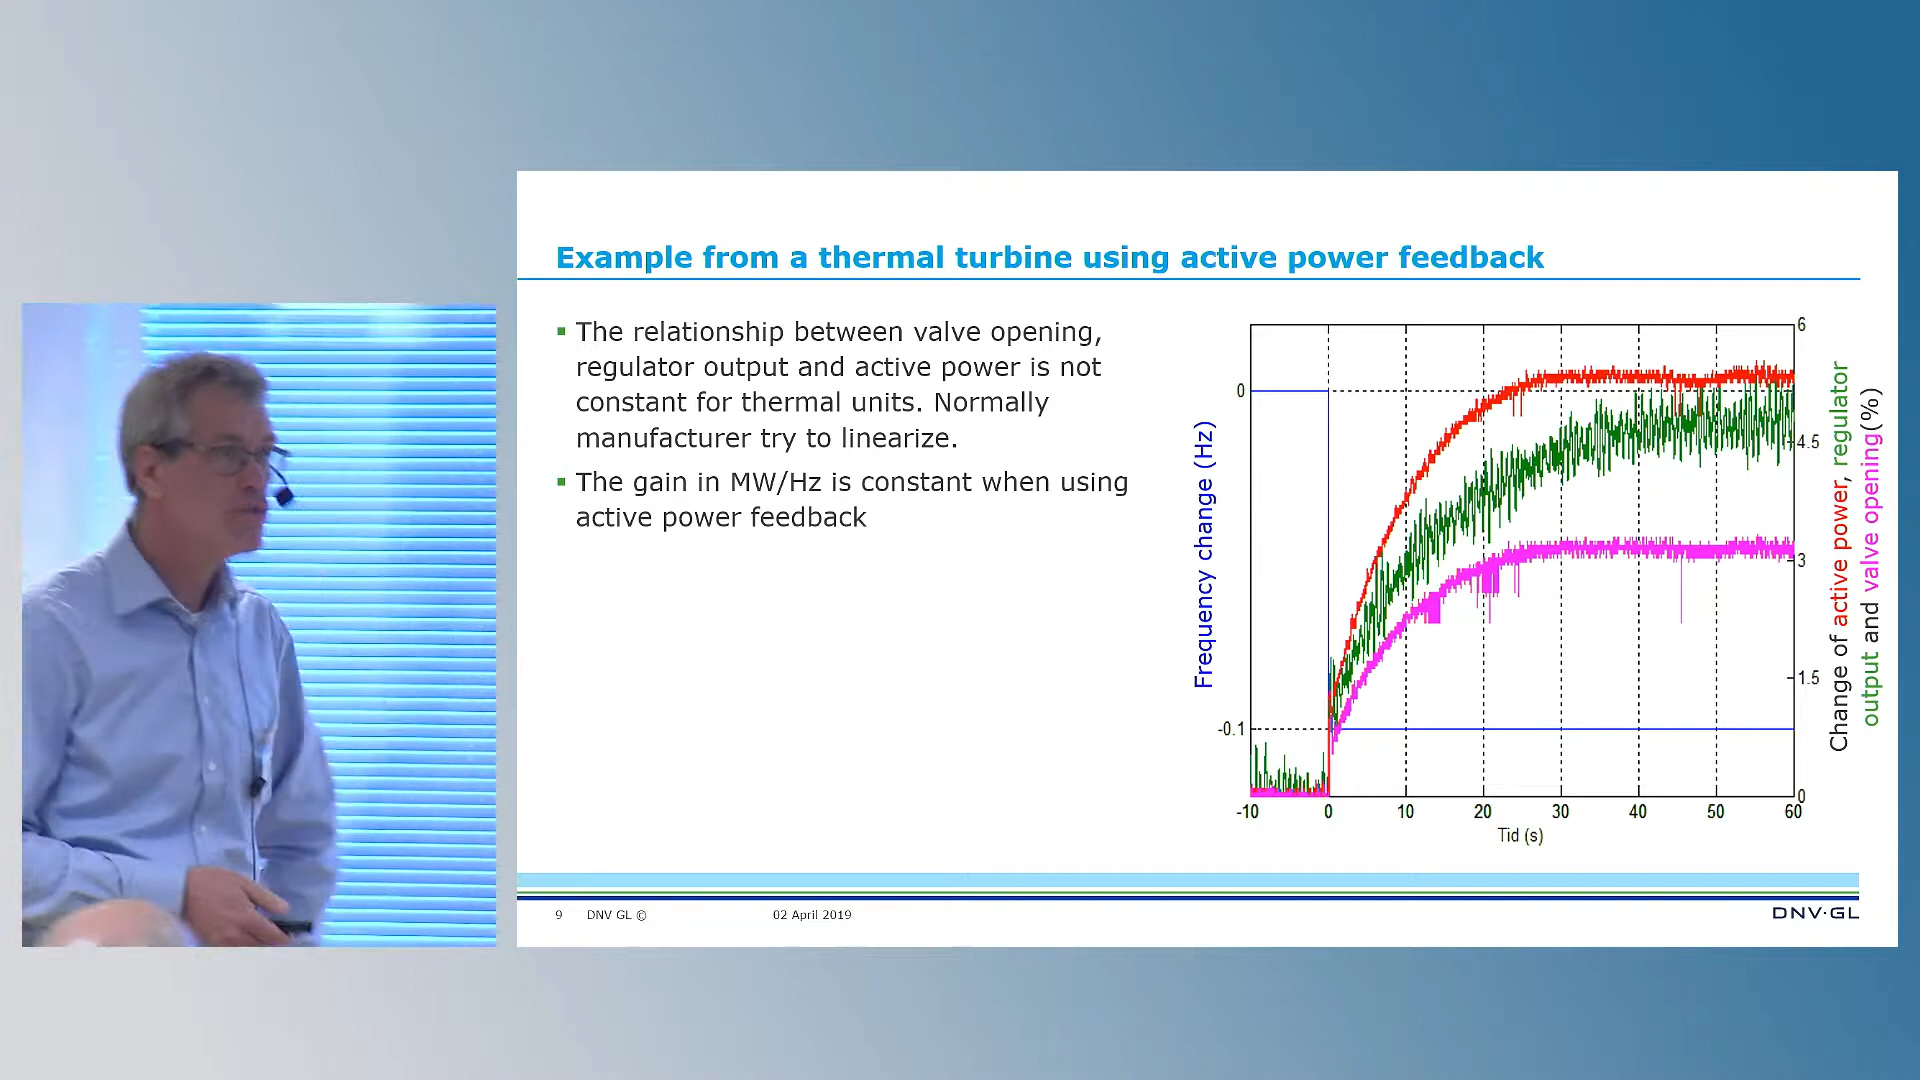 Example from a thermal turbine using active power feedback
▪ The relationship between valve opening,
regulator output and active power is not
constant for thermal units. Normally
manufacturer try to linearize.
▪ The gain in MW/Hz is constant when using
active power feedback
Frequency change (Hz)
0
-0.1
-10
0
10
20
30
40
50
60
Tid (s)
6
4.5
3
1.5
0
Change of active power, regulator
output and valve opening(%)
9
DNV GL ©
02 April 2019
DNV·GL